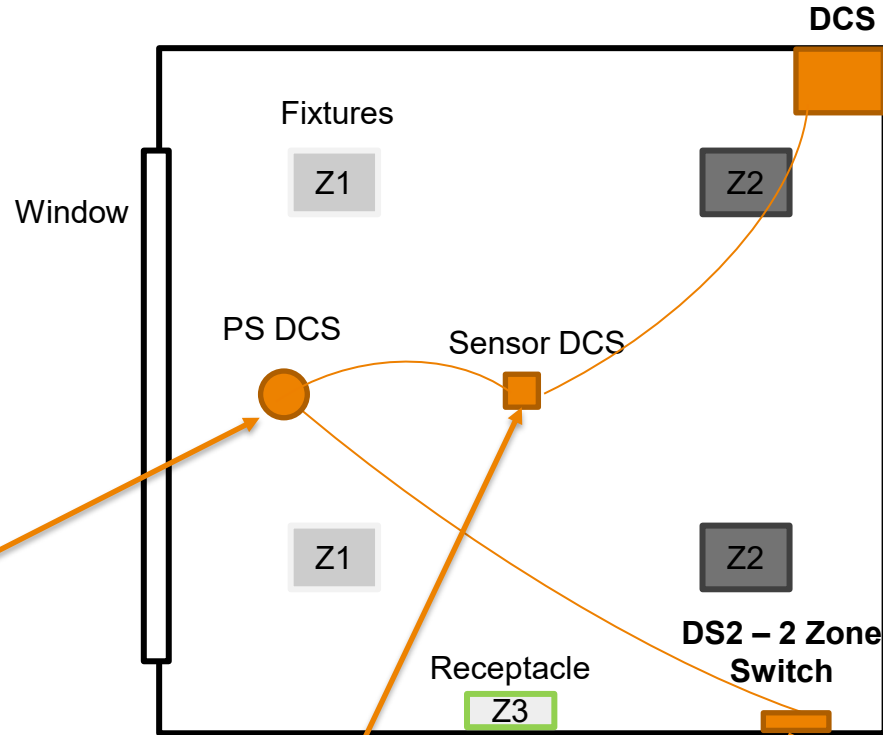 DCS
Fixtures
Z1
Z2
Window
PS DCS
Sensor DCS
Z1
Z2
DS2 – 2 Zone
Switch
Receptacle
Z3